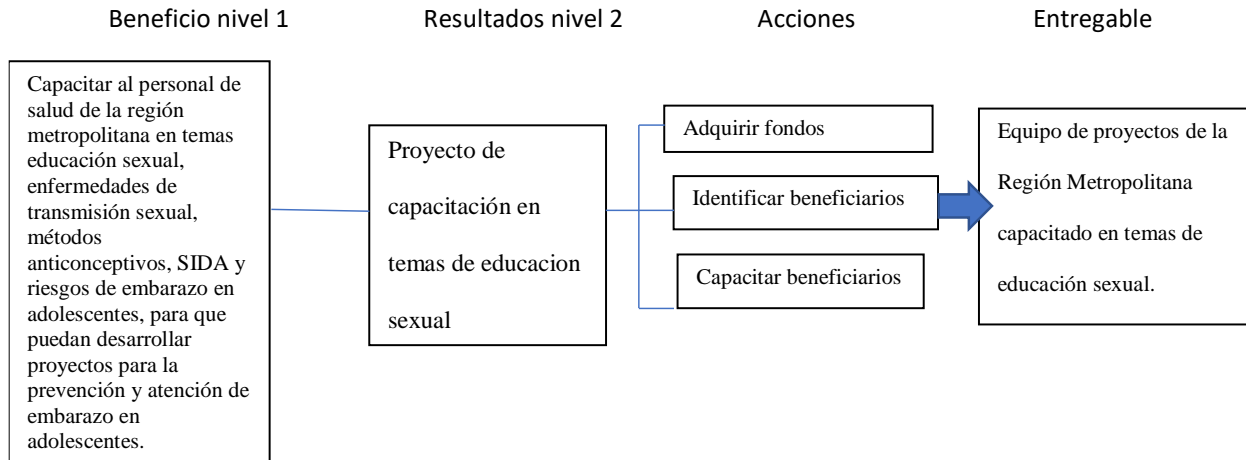 Beneficio nivel 1
Resultados nivel 2
Acciones
Entregable
Capacitar al personal de
salud de la región
metropolitana en temas
educación sexual,
enfermedades de
transmisión sexual,
métodos
anticonceptivos, SIDA y
riesgos de embarazo en
adolescentes, para que
puedan desarrollar
proyectos para la
prevención y atención de
embarazo en
adolescentes.
Proyecto de
capacitación en
temas de educacion
sexual
Adquirir fondos
Identificar beneficiarios
Capacitar beneficiarios
Equipo de proyectos de la
Región Metropolitana
capacitado en temas de
educación sexual.